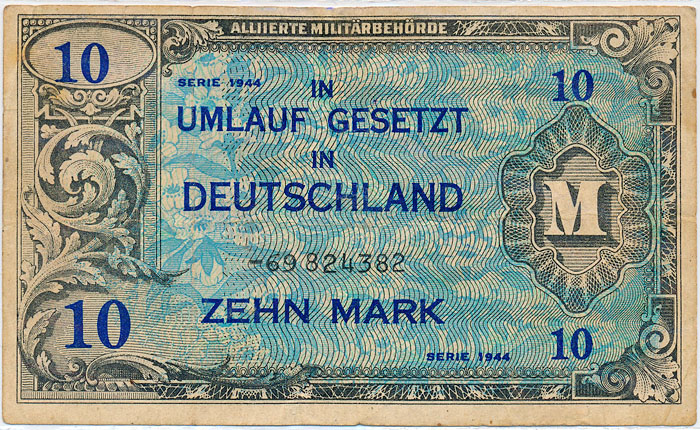 ALLIIERTE MILITÄRBEHÖRDE
10
SERIE 1944
10
IN
UMLAUF GESETZT
IN
DEUTSCHLAND
M
-69824382
10
ZEHN MARK
10
SERIE 1944